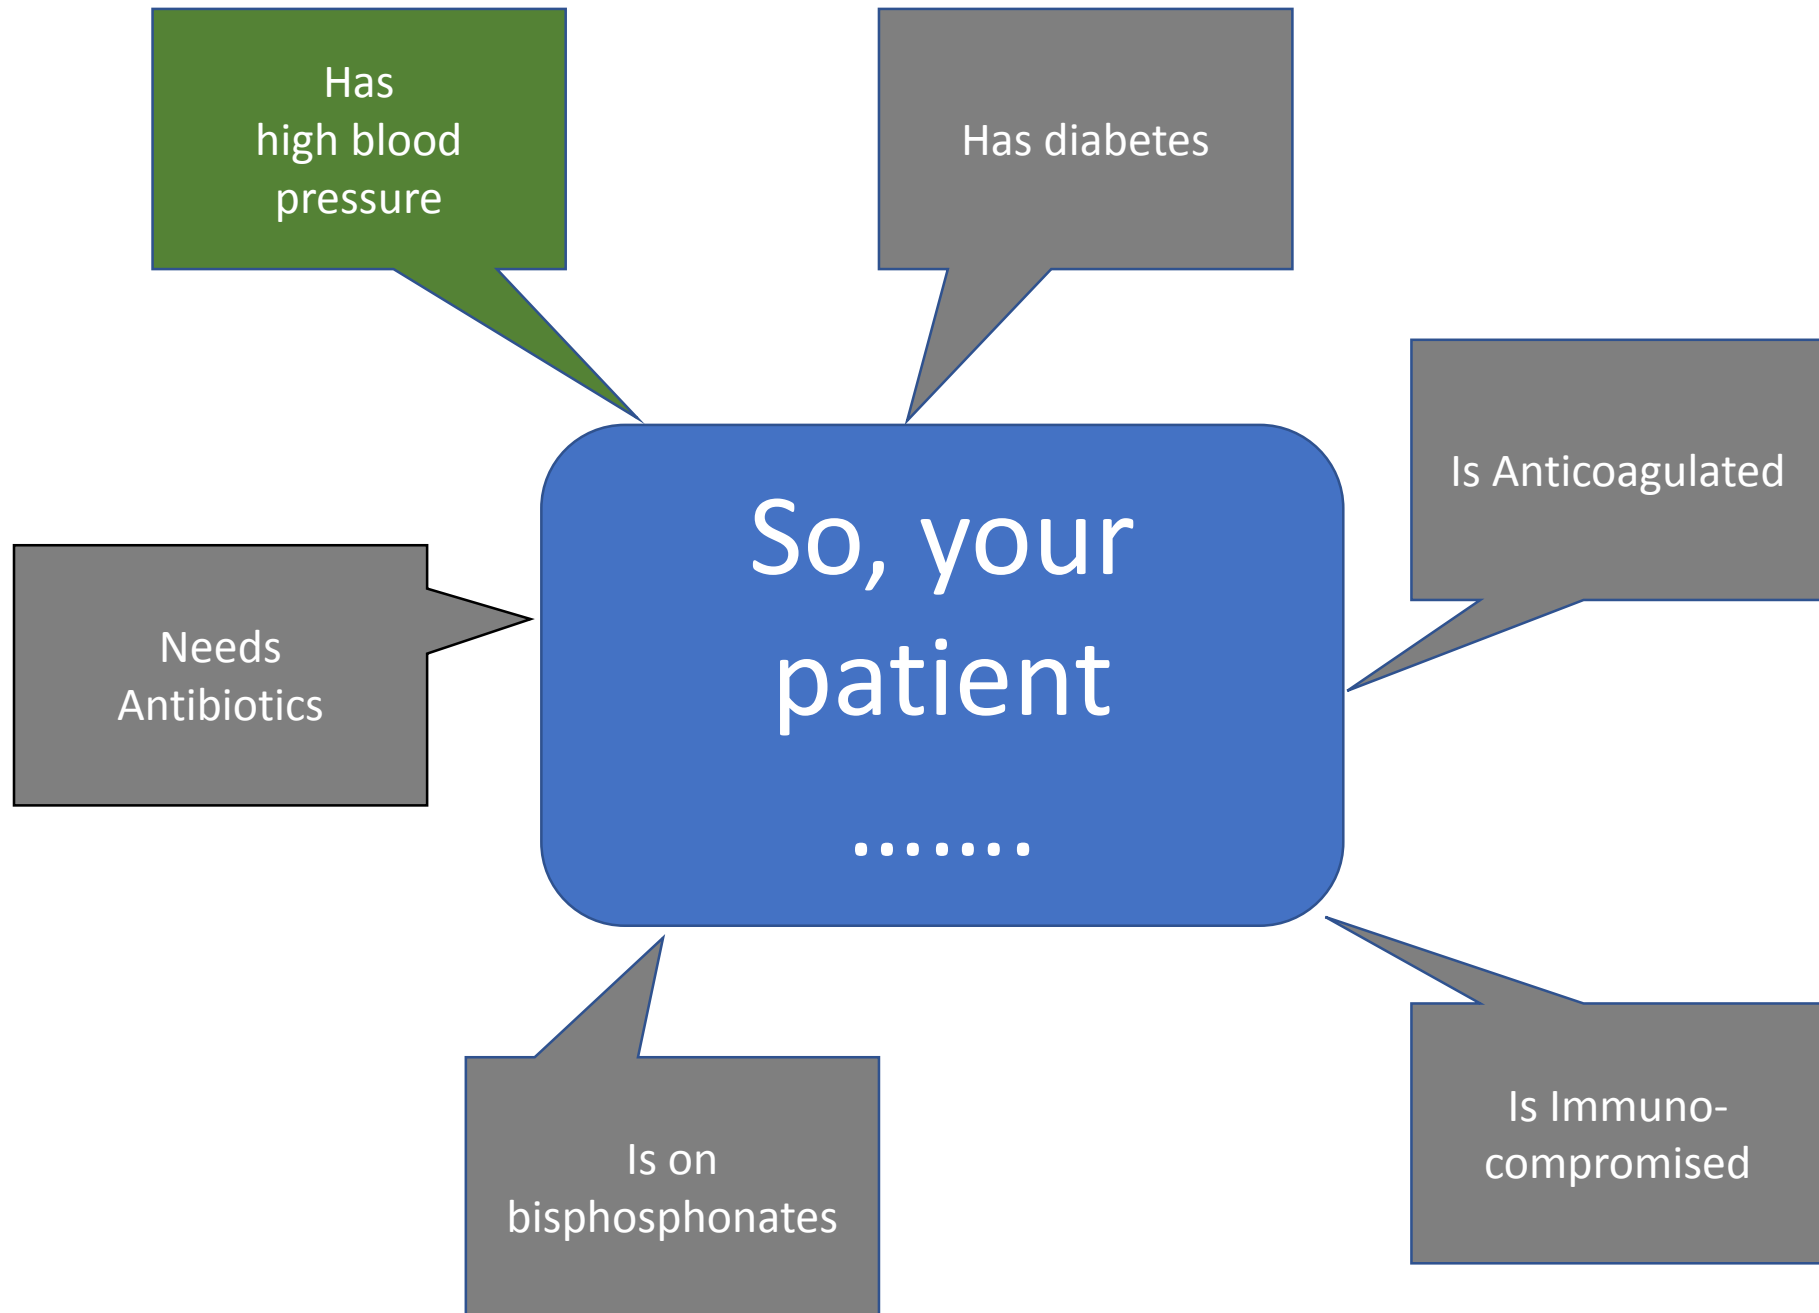 Has
high blood
pressure
Has diabetes
Is Anticoagulated
So, your
patient
.......
Needs
Antibiotics
Is Immuno-
compromised
Is on
bisphosphonates